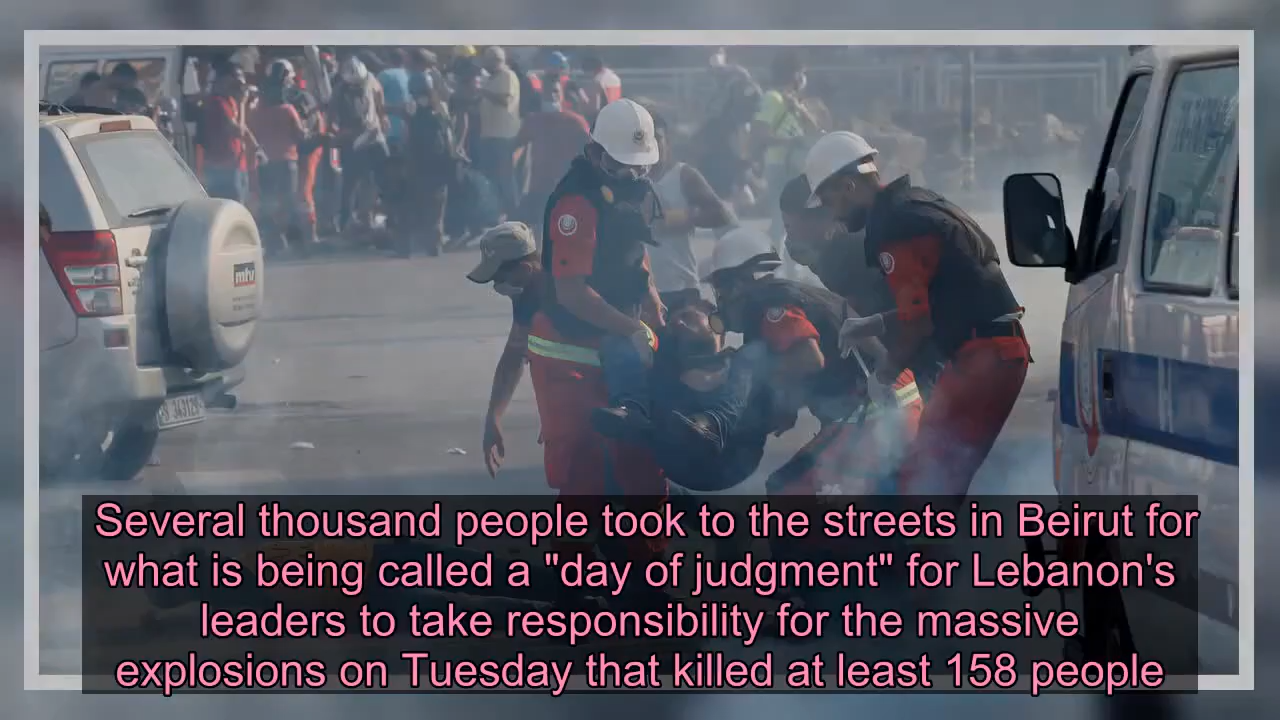 mtv
Several thousand people took to the streets in Beirut for
what is being called a "day of judgment" for Lebanon's
leaders to take responsibility for the massive
explosions on Tuesday that killed at least 158 people